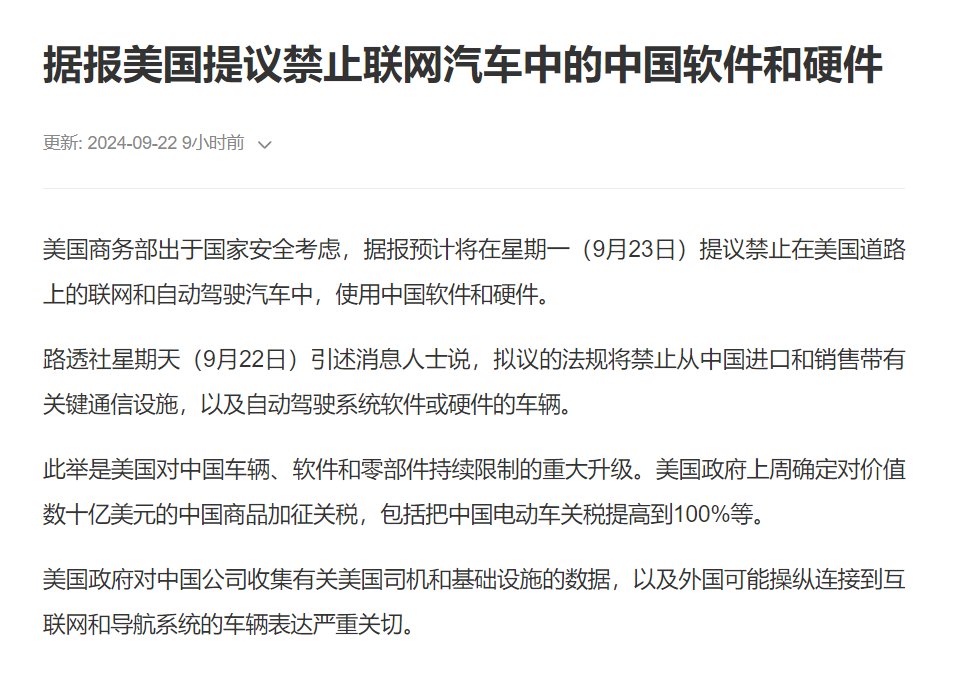 据报美国提议禁止联网汽车中的中国软件和硬件
更新: 2024-09-22 9小时前
美国商务部出于国家安全考虑，据报预计将在星期一（9月23日）提议禁止在美国道路
上的联网和自动驾驶汽车中，使用中国软件和硬件。
路透社星期天（9月22日）引述消息人士说，拟议的法规将禁止从中国进口和销售带有
关键通信设施，以及自动驾驶系统软件或硬件的车辆。
此举是美国对中国车辆、软件和零部件持续限制的重大升级。美国政府上周确定对价值
数十亿美元的中国商品加征关税，包括把中国电动车关税提高到100%等。
美国政府对中国公司收集有关美国司机和基础设施的数据，以及外国可能操纵连接到互
联网和导航系统的车辆表达严重关切。